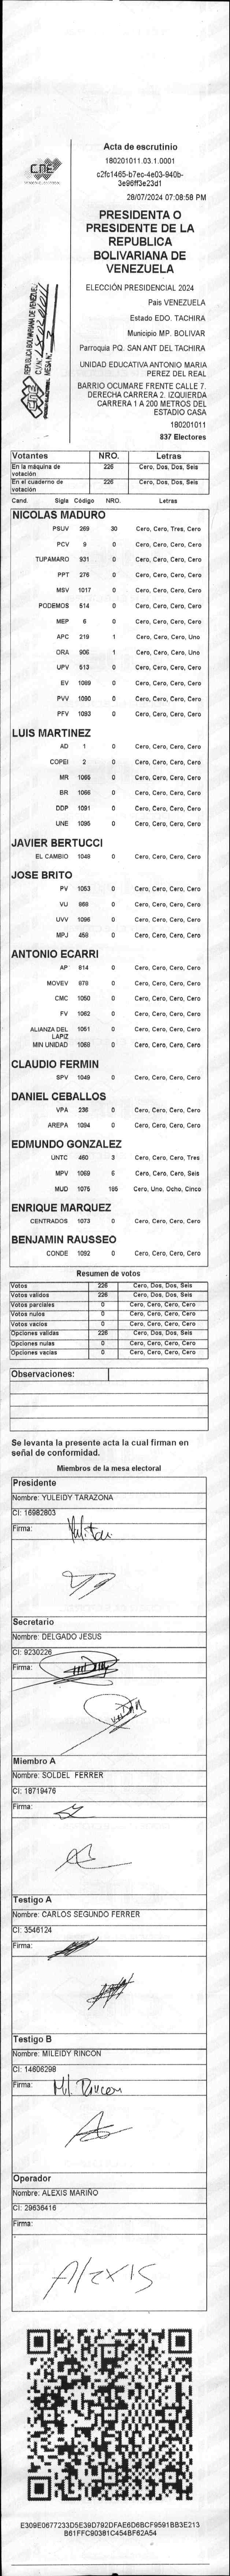 CNE
Acta de escrutinio
180201011.03.1.0001
c2fc1465-b7ec-4e03-940b-
3e96ff3e23d1
28/07/2024 07:08:58 PM
PRESIDENTA O
PRESIDENTE DE LA
REPUBLICA
BOLIVARIANA DE
VENEZUELA
ELECCIÓN PRESIDENCIAL 2024
Pais VENEZUELA
Estado EDO. TACHIRA
Municipio MP. BOLIVAR
Parroquia PQ. SAN ANT DEL TACHIRA
UNIDAD EDUCATIVA ANTONIO MARIA
PEREZ DEL REAL
BARRIO OCUMARE FRENTE CALLE 7.
DERECHA CARRERA 2. IZQUIERDA
CARRERA 1 A 200 METROS DEL
ESTADIO CASA
180201011
837 Electores
Votantes NRO. Letras
En la máquina de votación 226 Cero, Dos, Dos, Seis
En el cuaderno de votación 226 Cero, Dos, Dos, Seis
Cand. Sigla Código NRO. Letras
NICOLAS MADURO
PSUV 269 30 Cero, Cero, Tres, Cero
PCV 9 0 Cero, Cero, Cero, Cero
TUPAMARO 931 0 Cero, Cero, Cero, Cero
PPT 276 0 Cero, Cero, Cero, Cero
MSV 1017 0 Cero, Cero, Cero, Cero
PODEMOS 514 0 Cero, Cero, Cero, Cero
MEP 6 0 Cero, Cero, Cero, Cero
APC 219 1 Cero, Cero, Cero, Uno
ORA 906 1 Cero, Cero, Cero, Uno
UPV 513 0 Cero, Cero, Cero, Cero
EV 1089 0 Cero, Cero, Cero, Cero
PVV 1090 0 Cero, Cero, Cero, Cero
PFV 1093 0 Cero, Cero, Cero, Cero
LUIS MARTINEZ
AD 1 0 Cero, Cero, Cero, Cero
COPEI 2 0 Cero, Cero, Cero, Cero
MR 1066 0 Cero, Cero, Cero, Cero
BR 0 Cero, Cero, Cero, Cero
DDP 1091 0 Cero, Cero, Cero, Cero
UNE 1095 0 Cero, Cero, Cero, Cero
JAVIER BERTUCCI
EL CAMBIO 1048 0 Cero, Cero, Cero, Cero
JOSE BRITO
PV 1053 0 Cero, Cero, Cero, Cero
VU 868 0 Cero, Cero, Cero, Cero
UVV 1096 0 Cero, Cero, Cero, Cero
MPJ 458 0 Cero, Cero, Cero, Cero
ANTONIO ECARRI
AP 814 0 Cero, Cero, Cero, Cero
MOVEV 878 0 Cero, Cero, Cero, Cero
CMC 1050 0 Cero, Cero, Cero, Cero
FV 1062 0 Cero, Cero, Cero, Cero
ALIANZA DEL LAPIZ 1051 0 Cero, Cero, Cero, Cero
MIN UNIDAD 1068 0 Cero, Cero, Cero, Cero
CLAUDIO FERMIN
SPV 1049 0 Cero, Cero, Cero, Cero
DANIEL CEBALLOS
VPA 236 0 Cero, Cero, Cero, Cero
AREPA 1094 0 Cero, Cero, Cero, Cero
EDMUNDO GONZALEZ
UNTC 460 3 Cero, Cero, Cero, Tres
MPV 1069 6 Cero, Cero, Cero, Seis
MUD 1075 185 Cero, Uno, Ocho, Cinco
ENRIQUE MARQUEZ
CENTRADOS 1073 0 Cero, Cero, Cero, Cero
BENJAMIN RAUSSEO
CONDE 1092 0 Cero, Cero, Cero, Cero
Resumen de votos
Votos 226 Cero, Dos, Dos, Seis
Votos validos 226 Cero, Dos, Dos, Seis
Votos parciales 0 Cero, Cero, Cero, Cero
Votos nulos 0 Cero, Cero, Cero, Cero
Votos vacios 0 Cero, Cero, Cero, Cero
Opciones validas 226 Cero, Dos, Dos, Seis
Opciones nulas 0 Cero, Cero, Cero, Cero
Opciones vacias 0 Cero, Cero, Cero, Cero
Observaciones:
Se levanta la presente acta la cual firman en
señal de conformidad.
Miembros de la mesa electoral
Presidente
Nombre: YULEIDY TARAZONA
CI: 16982803
Firma:
Secretario
Nombre: DELGADO JESUS
CI: 9230226
Firma:
Miembro A
Nombre: SOLDEL FERRER
CI: 18719476
Firma:
Testigo A
Nombre: CARLOS SEGUNDO FERRER
CI: 3546124
Firma:
Testigo B
Nombre: MILEIDY RINCON
CI: 14606298
Firma: Mil. Rincon
Operador
Nombre: ALEXIS MARIÑO
CI: 29636416
Firma:
Alexis
E309E0677233D5E39D792DFAE6D6BCF9591BB3E213
B61FFC90381C454BF62A54